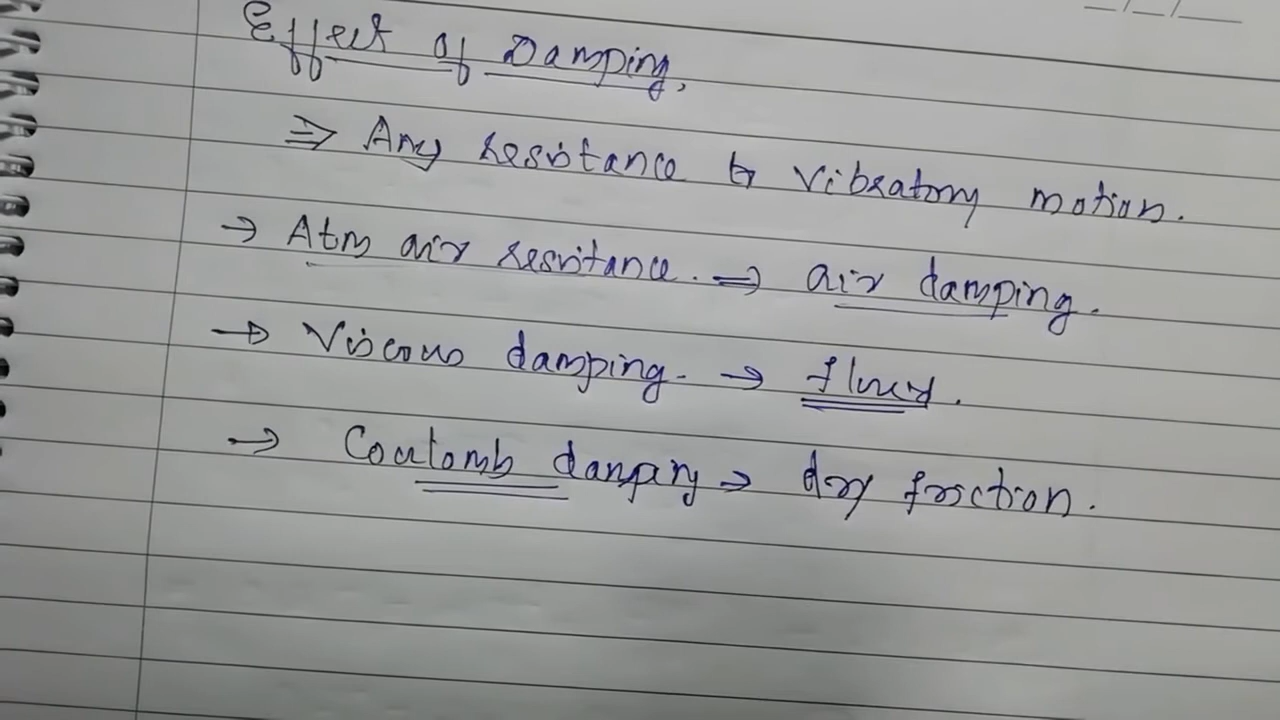 Effect of Damping,
⇒ Any resistance to vibratory motion.
→ Atm air resistance. ⇒ air damping.
→ Viscous damping. → fluid.
→ Coulomb damping → dry friction.